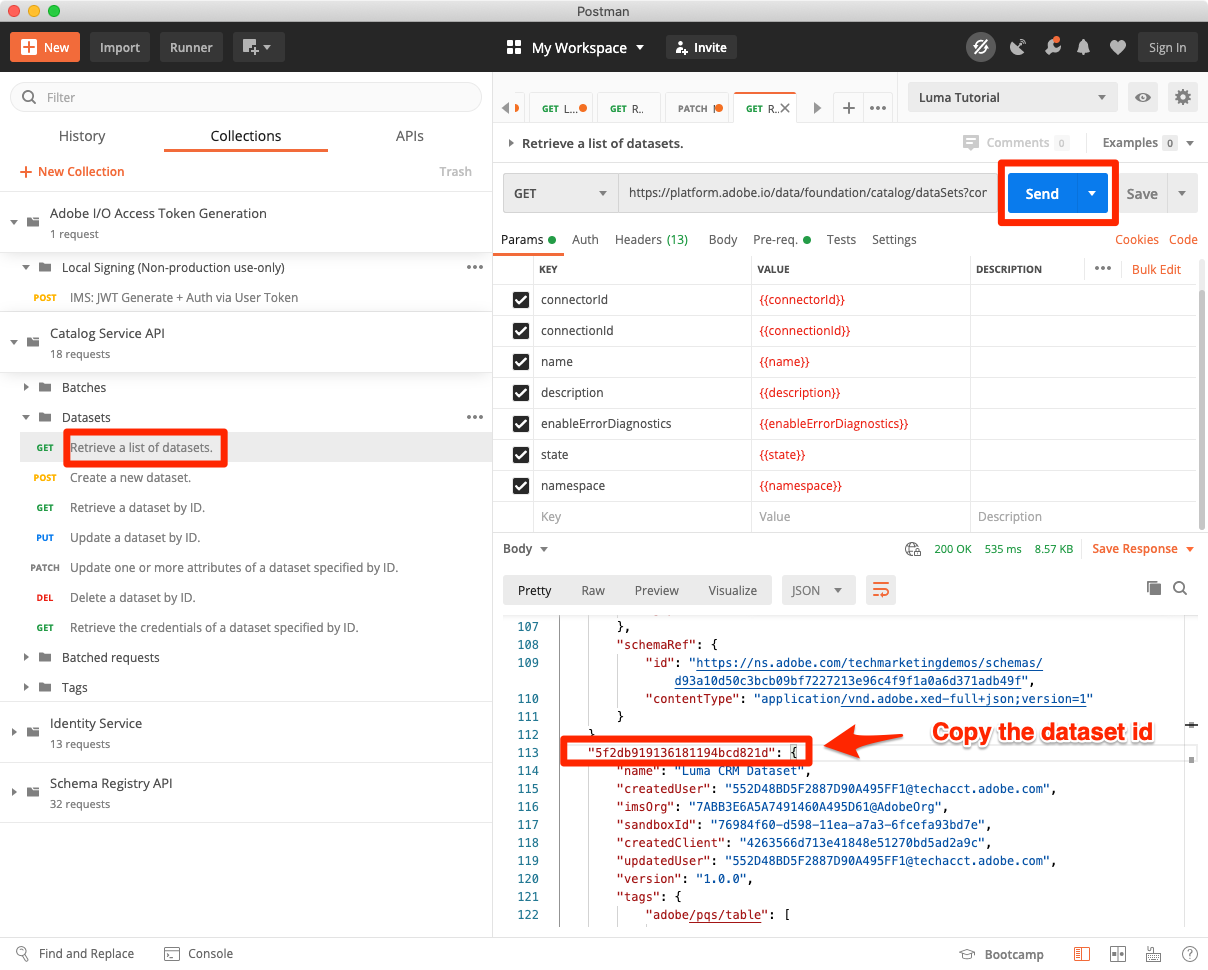 Postman
New
Import
Runner
My Workspace
Invite
Sign In
Filter
History
Collections
APIs
New Collection
Trash
Adobe I/O Access Token Generation
1 request
Local Signing (Non-production use-only)
POST IMS: JWT Generate + Auth via User Token
Catalog Service API
18 requests
Batches
Datasets
GET Retrieve a list of datasets.
POST Create a new dataset.
GET Retrieve a dataset by ID.
PUT Update a dataset by ID.
PATCH Update one or more attributes of a dataset specified by ID.
DEL Delete a dataset by ID.
GET Retrieve the credentials of a dataset specified by ID.
Batched requests
Tags
Identity Service
13 requests
Schema Registry API
32 requests
GET L...
GET R..
PATCH
GET R..
Luma Tutorial
Retrieve a list of datasets.
Comments 0
Examples 0
GET
https://platform.adobe.io/data/foundation/catalog/dataSets?cor
Send
Save
Params
Auth
Headers (13)
Body
Pre-req.
Tests
Settings
Cookies
Code
KEY VALUE DESCRIPTION
Bulk Edit
connectorId {{connectorId}}
connectionId {{connectionId}}
name {{name}}
description {{description}}
enableErrorDiagnostics {{enableErrorDiagnostics}}
state {{state}}
namespace {{namespace}}
Key Value Description
Body
200 OK 535 ms 8.57 KB
Save Response
Pretty
Raw
Preview
Visualize
JSON
107 },
108 "schemaRef": {
109 "id": "https://ns.adobe.com/techmarketingdemos/schemas/
d93a10d50c3bcb09bf7227213e96c4f9f1a0a6d371adb49f",
110 "contentType": "application/vnd.adobe.xed-full+json;version=1"
111 }
112 }
Copy the dataset id
113 "5f2db919136181194bcd821d": {
114 "name": "Luma CRM Dataset",
115 "createdUser": "552D48BD5F2887D90A495FF1@techacct.adobe.com",
116 "imsOrg": "7ABB3E6A5A7491460A495D61@AdobeOrg",
117 "sandboxId": "76984f60-d598-11ea-a7a3-6fcefa93bd7e",
118 "createdClient": "4263566d713e41848e51270bd5ad2a9c",
119 "updatedUser": "552D48BD5F2887D90A495FF1@techacct.adobe.com",
120 "version": "1.0.0",
121 "tags": {
122 "adobe/pqs/table": [
Find and Replace
Console
Bootcamp